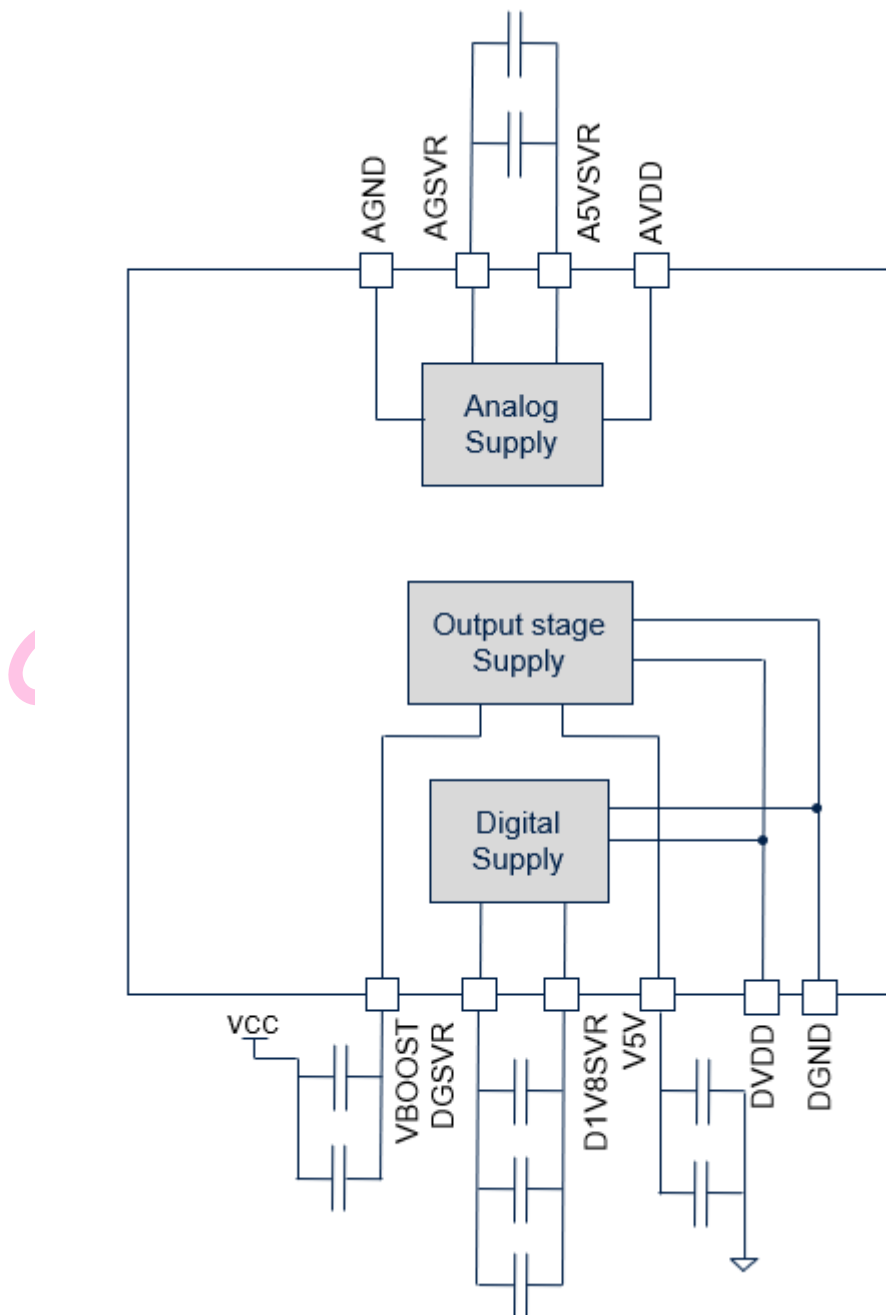 AGND
AGSVR
A5VSVR
AVDD
Analog
Supply
Output stage
Supply
Digital
Supply
VCC
VBOOST
DGSVR
D1V8SVR
V5V
DVDD
DGND